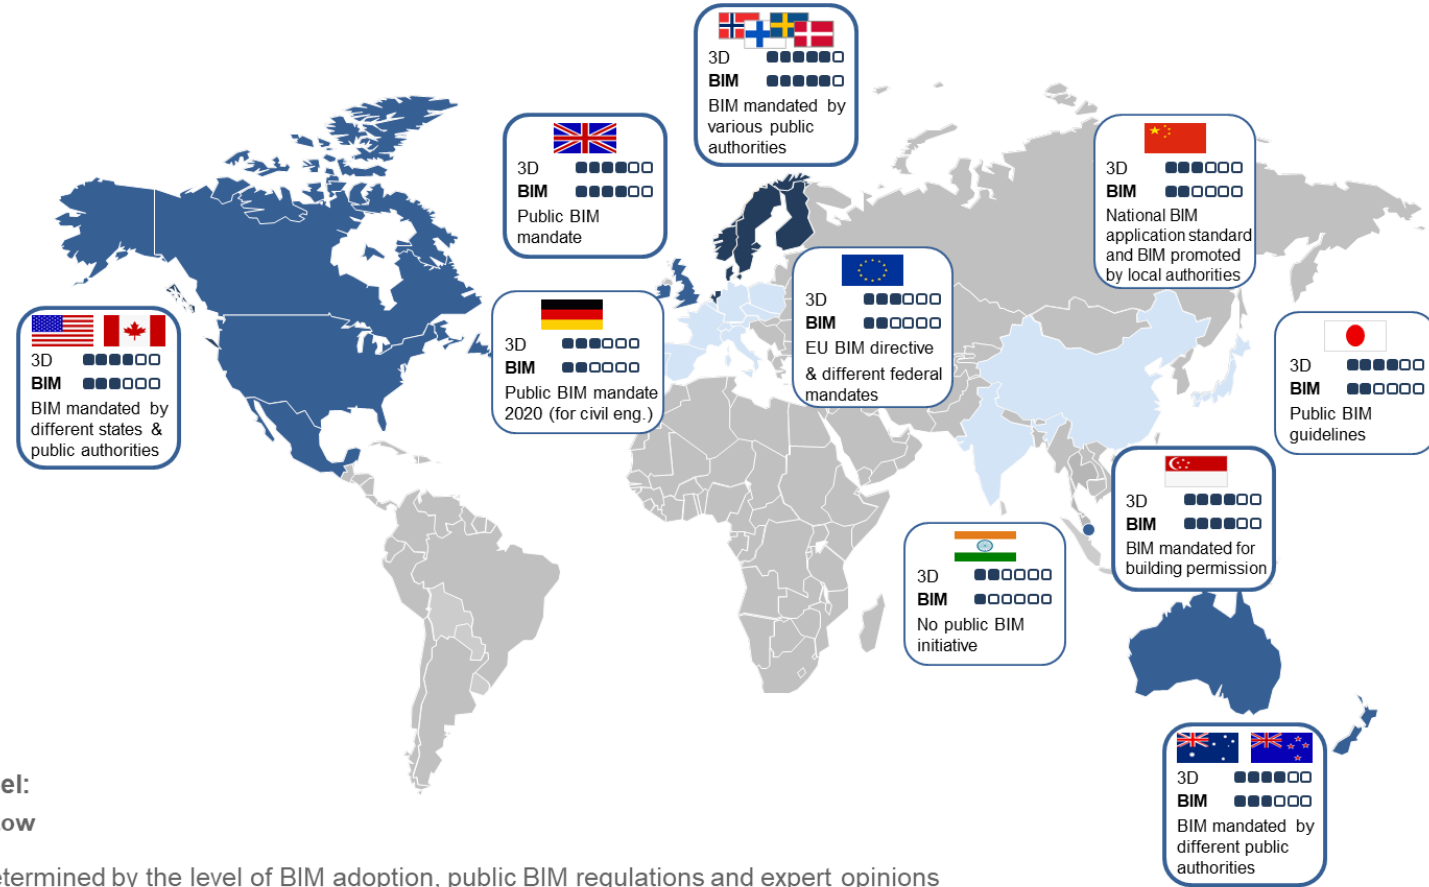 3D
BIM
BIM mandated by
various public
authorities
3D
BIM
Public BIM
mandate
3D
BIM
National BIM
application standard
and BIM promoted
by local authorities
3D
BIM
EU BIM directive
& different federal
mandates
3D
BIM
BIM mandated by
different states &
public authorities
3D
BIM
Public BIM mandate
2020 (for civil eng.)
3D
BIM
Public BIM
guidelines
3D
BIM
BIM mandated for
building permission
3D
BIM
No public BIM
initiative
3D
BIM
BIM mandated by
different public
authorities
el:
ow
etermined by the level of BIM adoption, public BIM regulations and expert opinions